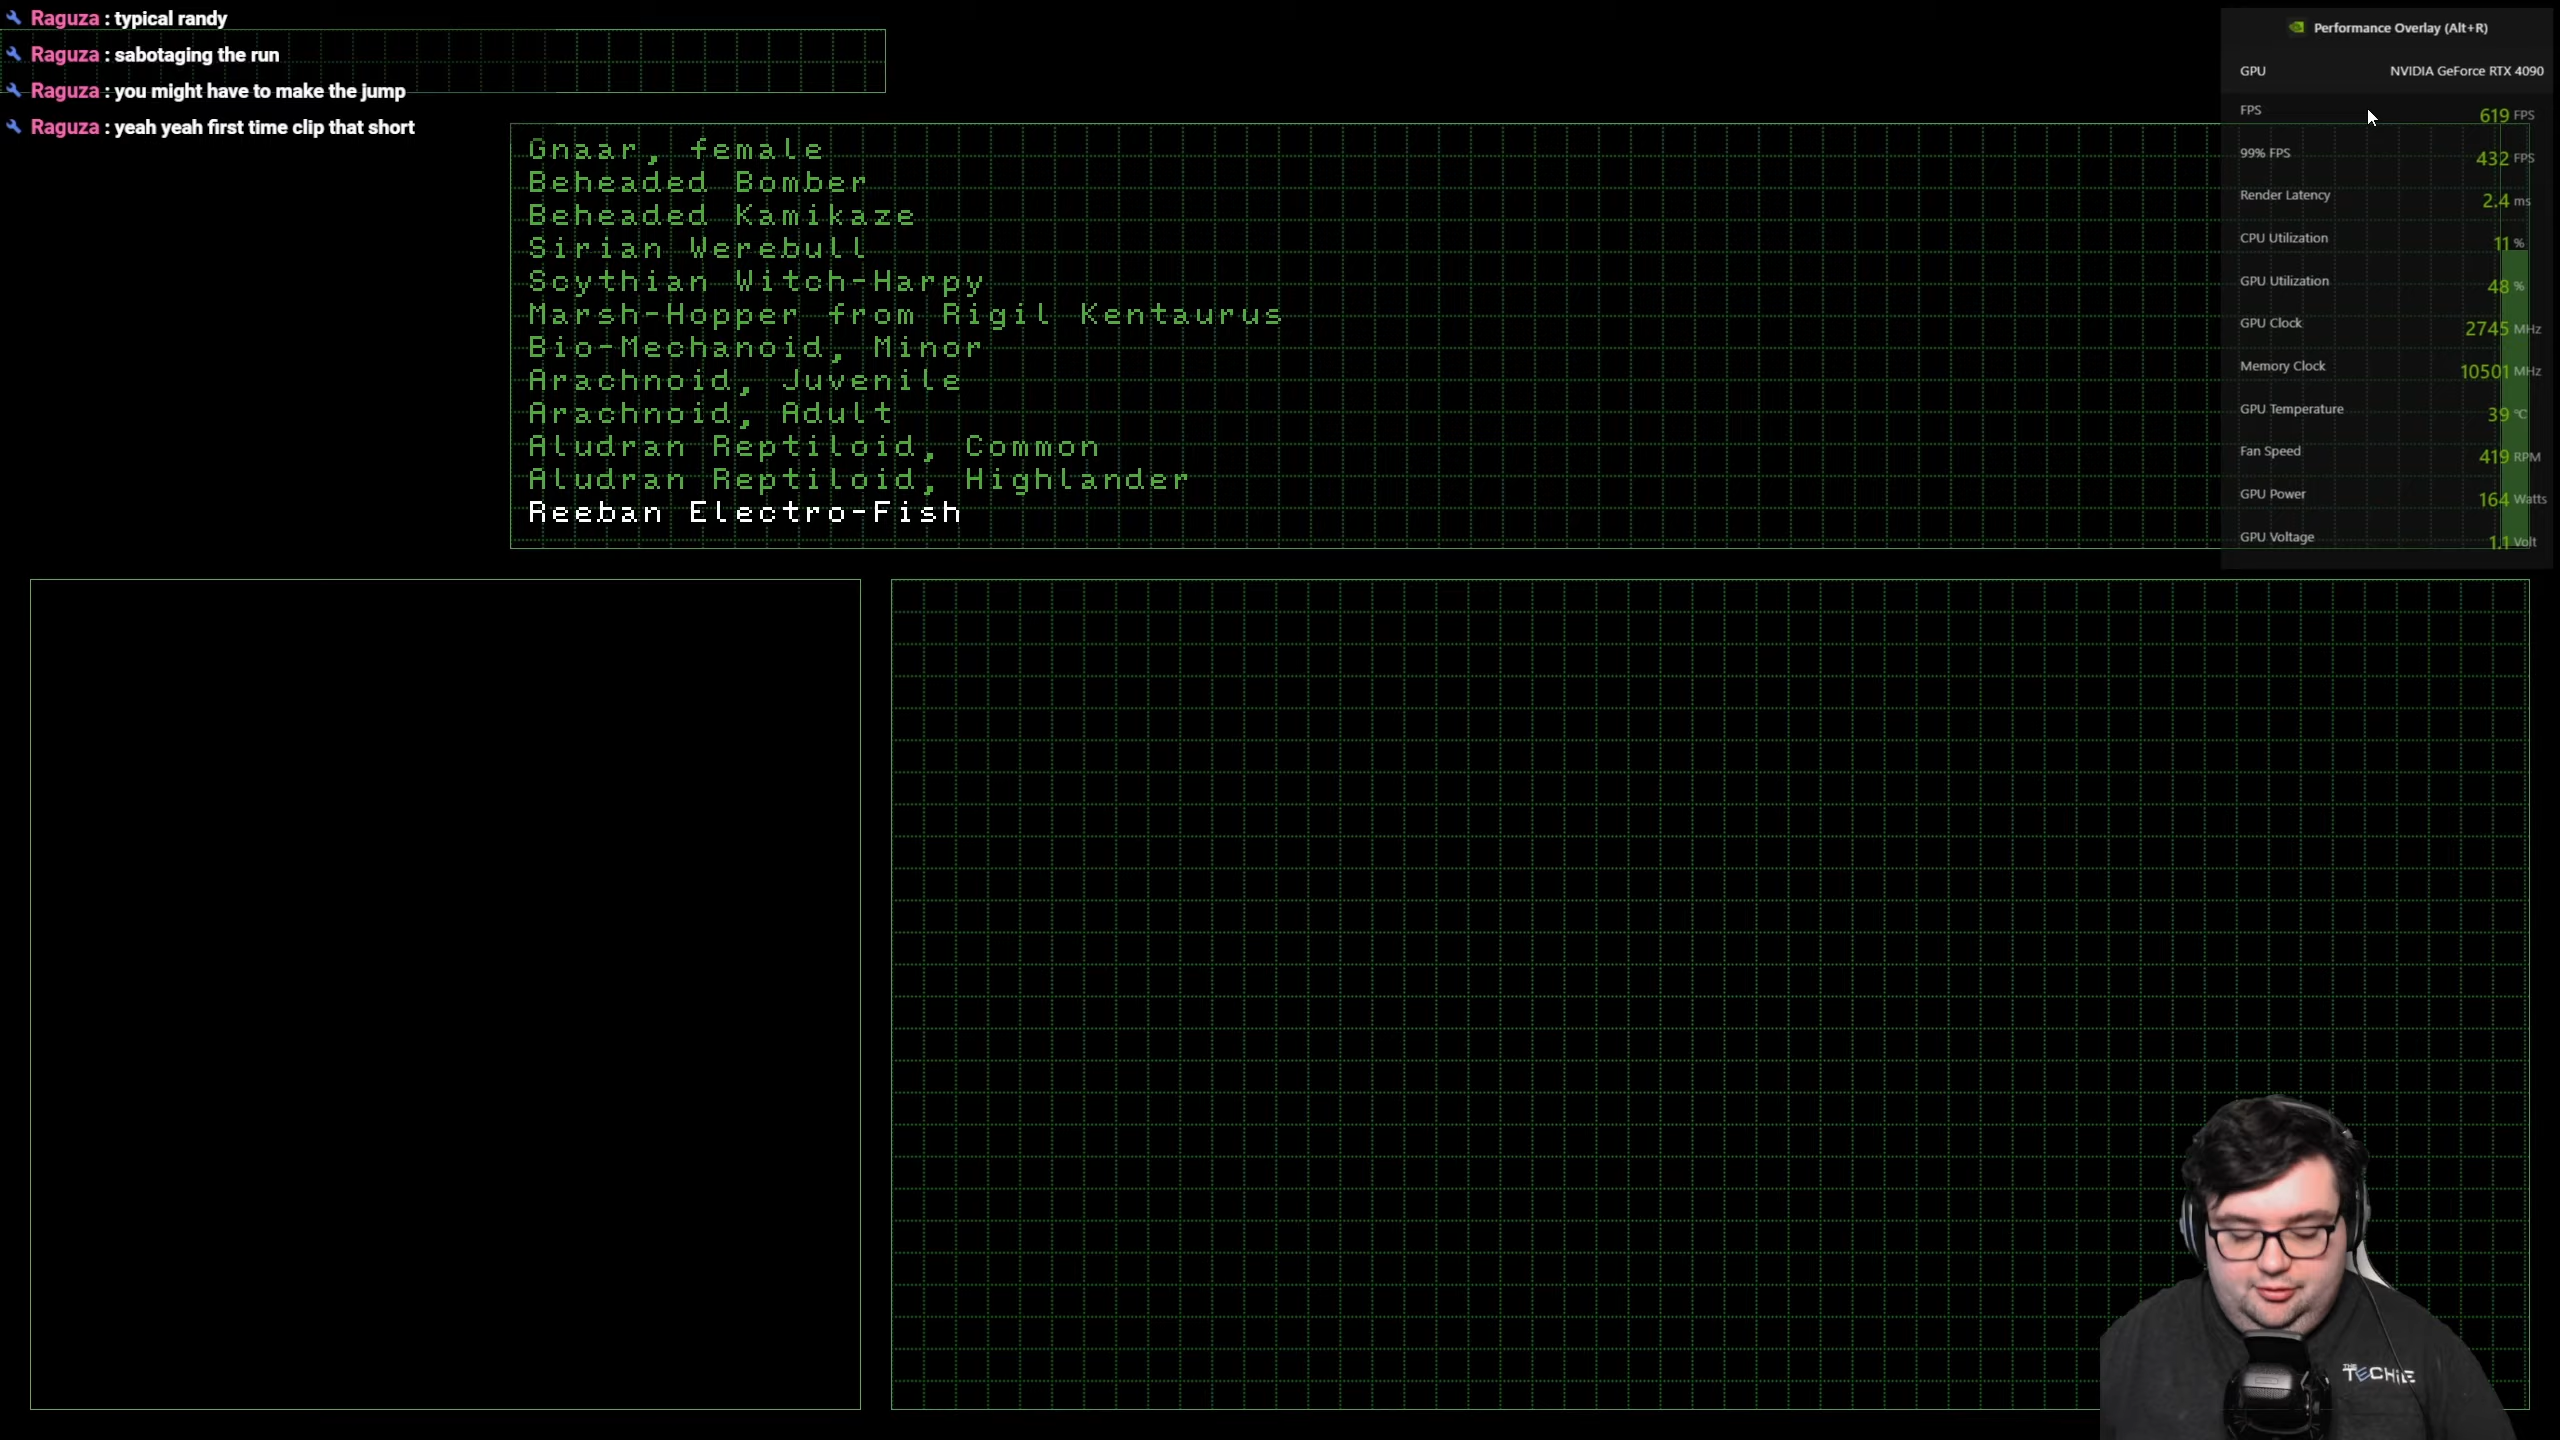 Raguza : typical randy
Raguza : sabotaging the run
Raguza : you might have to make the jump
Raguza : yeah yeah first time clip that short
Gnaar, female
Beheaded Bomber
Beheaded Kamikaze
Sirian Werebull
Scythian Witch-Harpy
Marsh-Hopper from Rigil Kentaurus
Bio-Mechanoid, Minor
Arachnoid, Juvenile
Arachnoid, Adult
Aludran Reptiloid, Common
Aludran Reptiloid, Highlander
Reeban Electro-Fish
Performance Overlay (Alt+R)
GPU NVIDIA GeForce RTX 4090
FPS 619 FPS
99% FPS 432 FPS
Render Latency 2.4 ms
CPU Utilization 11 %
GPU Utilization 48 %
GPU Clock 2745 MHz
Memory Clock 10501 MHz
GPU Temperature 39 °C
Fan Speed 419 RPM
GPU Power 164 Watts
GPU Voltage 1.1 Volt
THE TECHIE